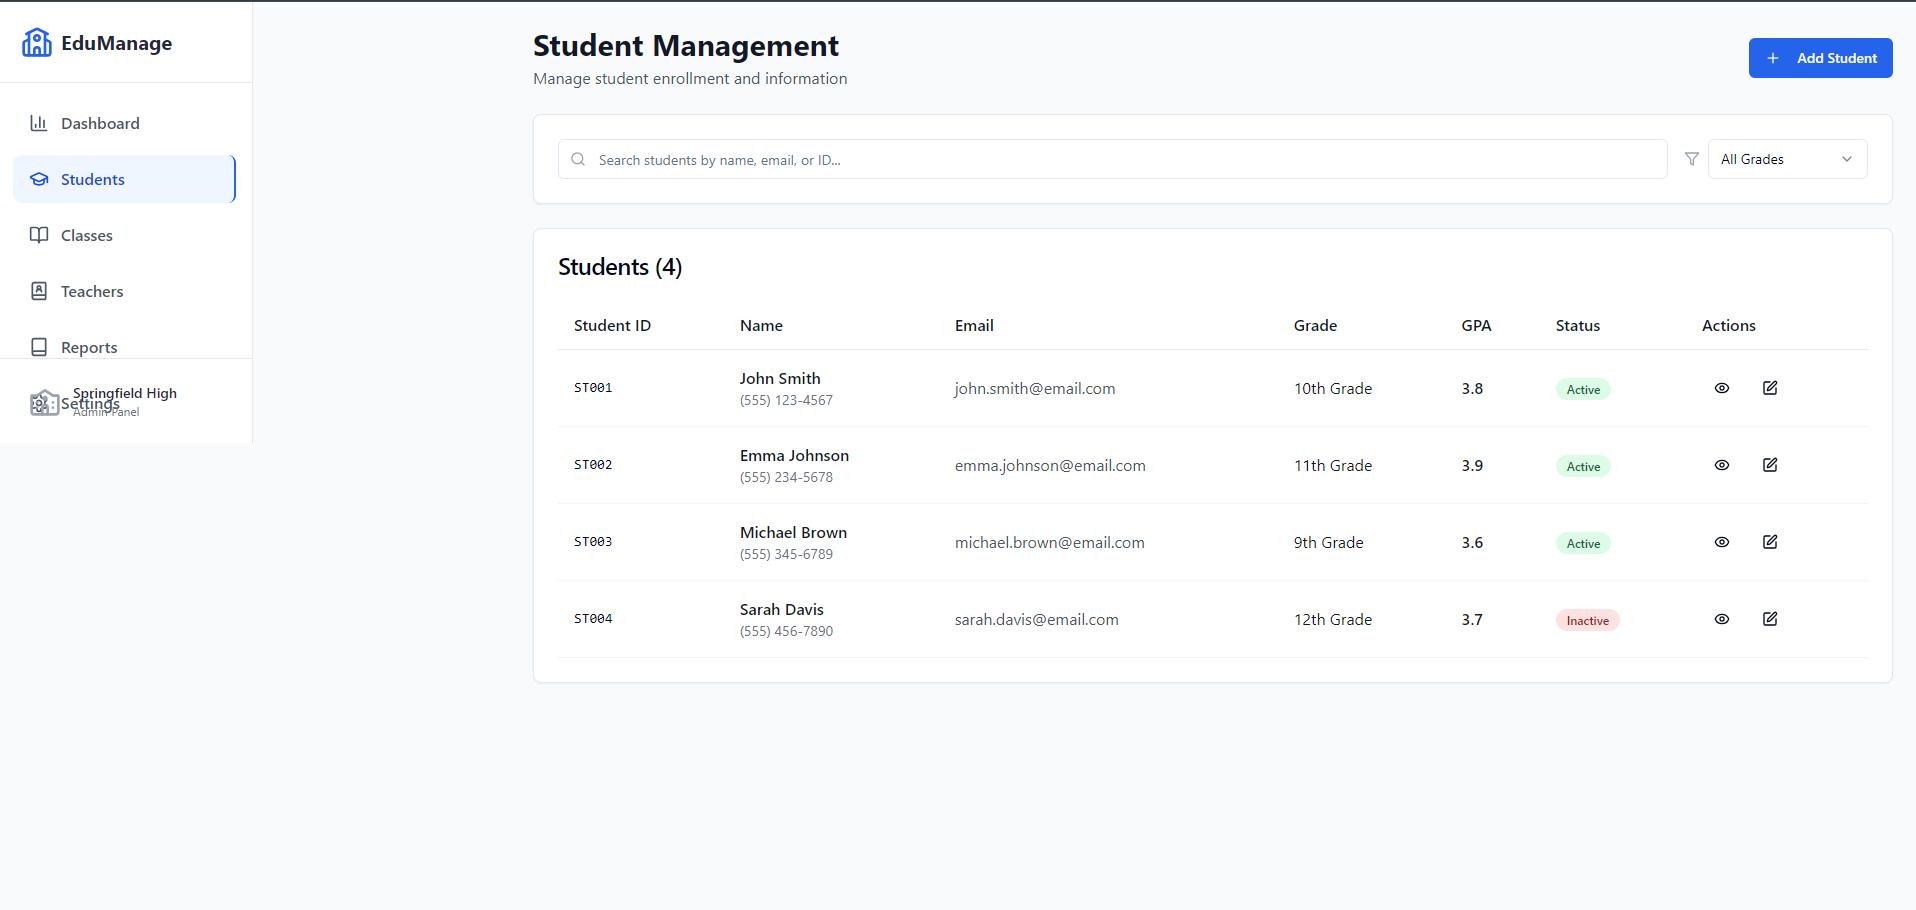 EduManage
Dashboard
Students
Classes
Teachers
Reports
Settings
Springfield High
Admin Panel
Student Management
Manage student enrollment and information
Add Student
Search students by name, email, or ID...
All Grades
Students (4)
Student ID Name Email Grade GPA Status Actions
ST001 John Smith john.smith@email.com 10th Grade 3.8 Active
(555) 123-4567
ST002 Emma Johnson emma.johnson@email.com 11th Grade 3.9 Active
(555) 234-5678
ST003 Michael Brown michael.brown@email.com 9th Grade 3.6 Active
(555) 345-6789
ST004 Sarah Davis sarah.davis@email.com 12th Grade 3.7 Inactive
(555) 456-7890